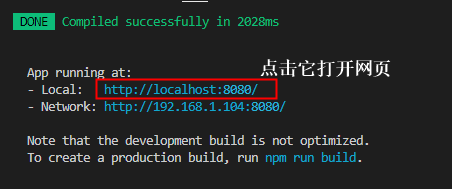 DONE Compiled successfully in 2028ms
App running at:
点击它打开网页
- Local: http://localhost:8080/
- Network: http://192.168.1.104:8080/
Note that the development build is not optimized.
To create a production build, run npm run build.